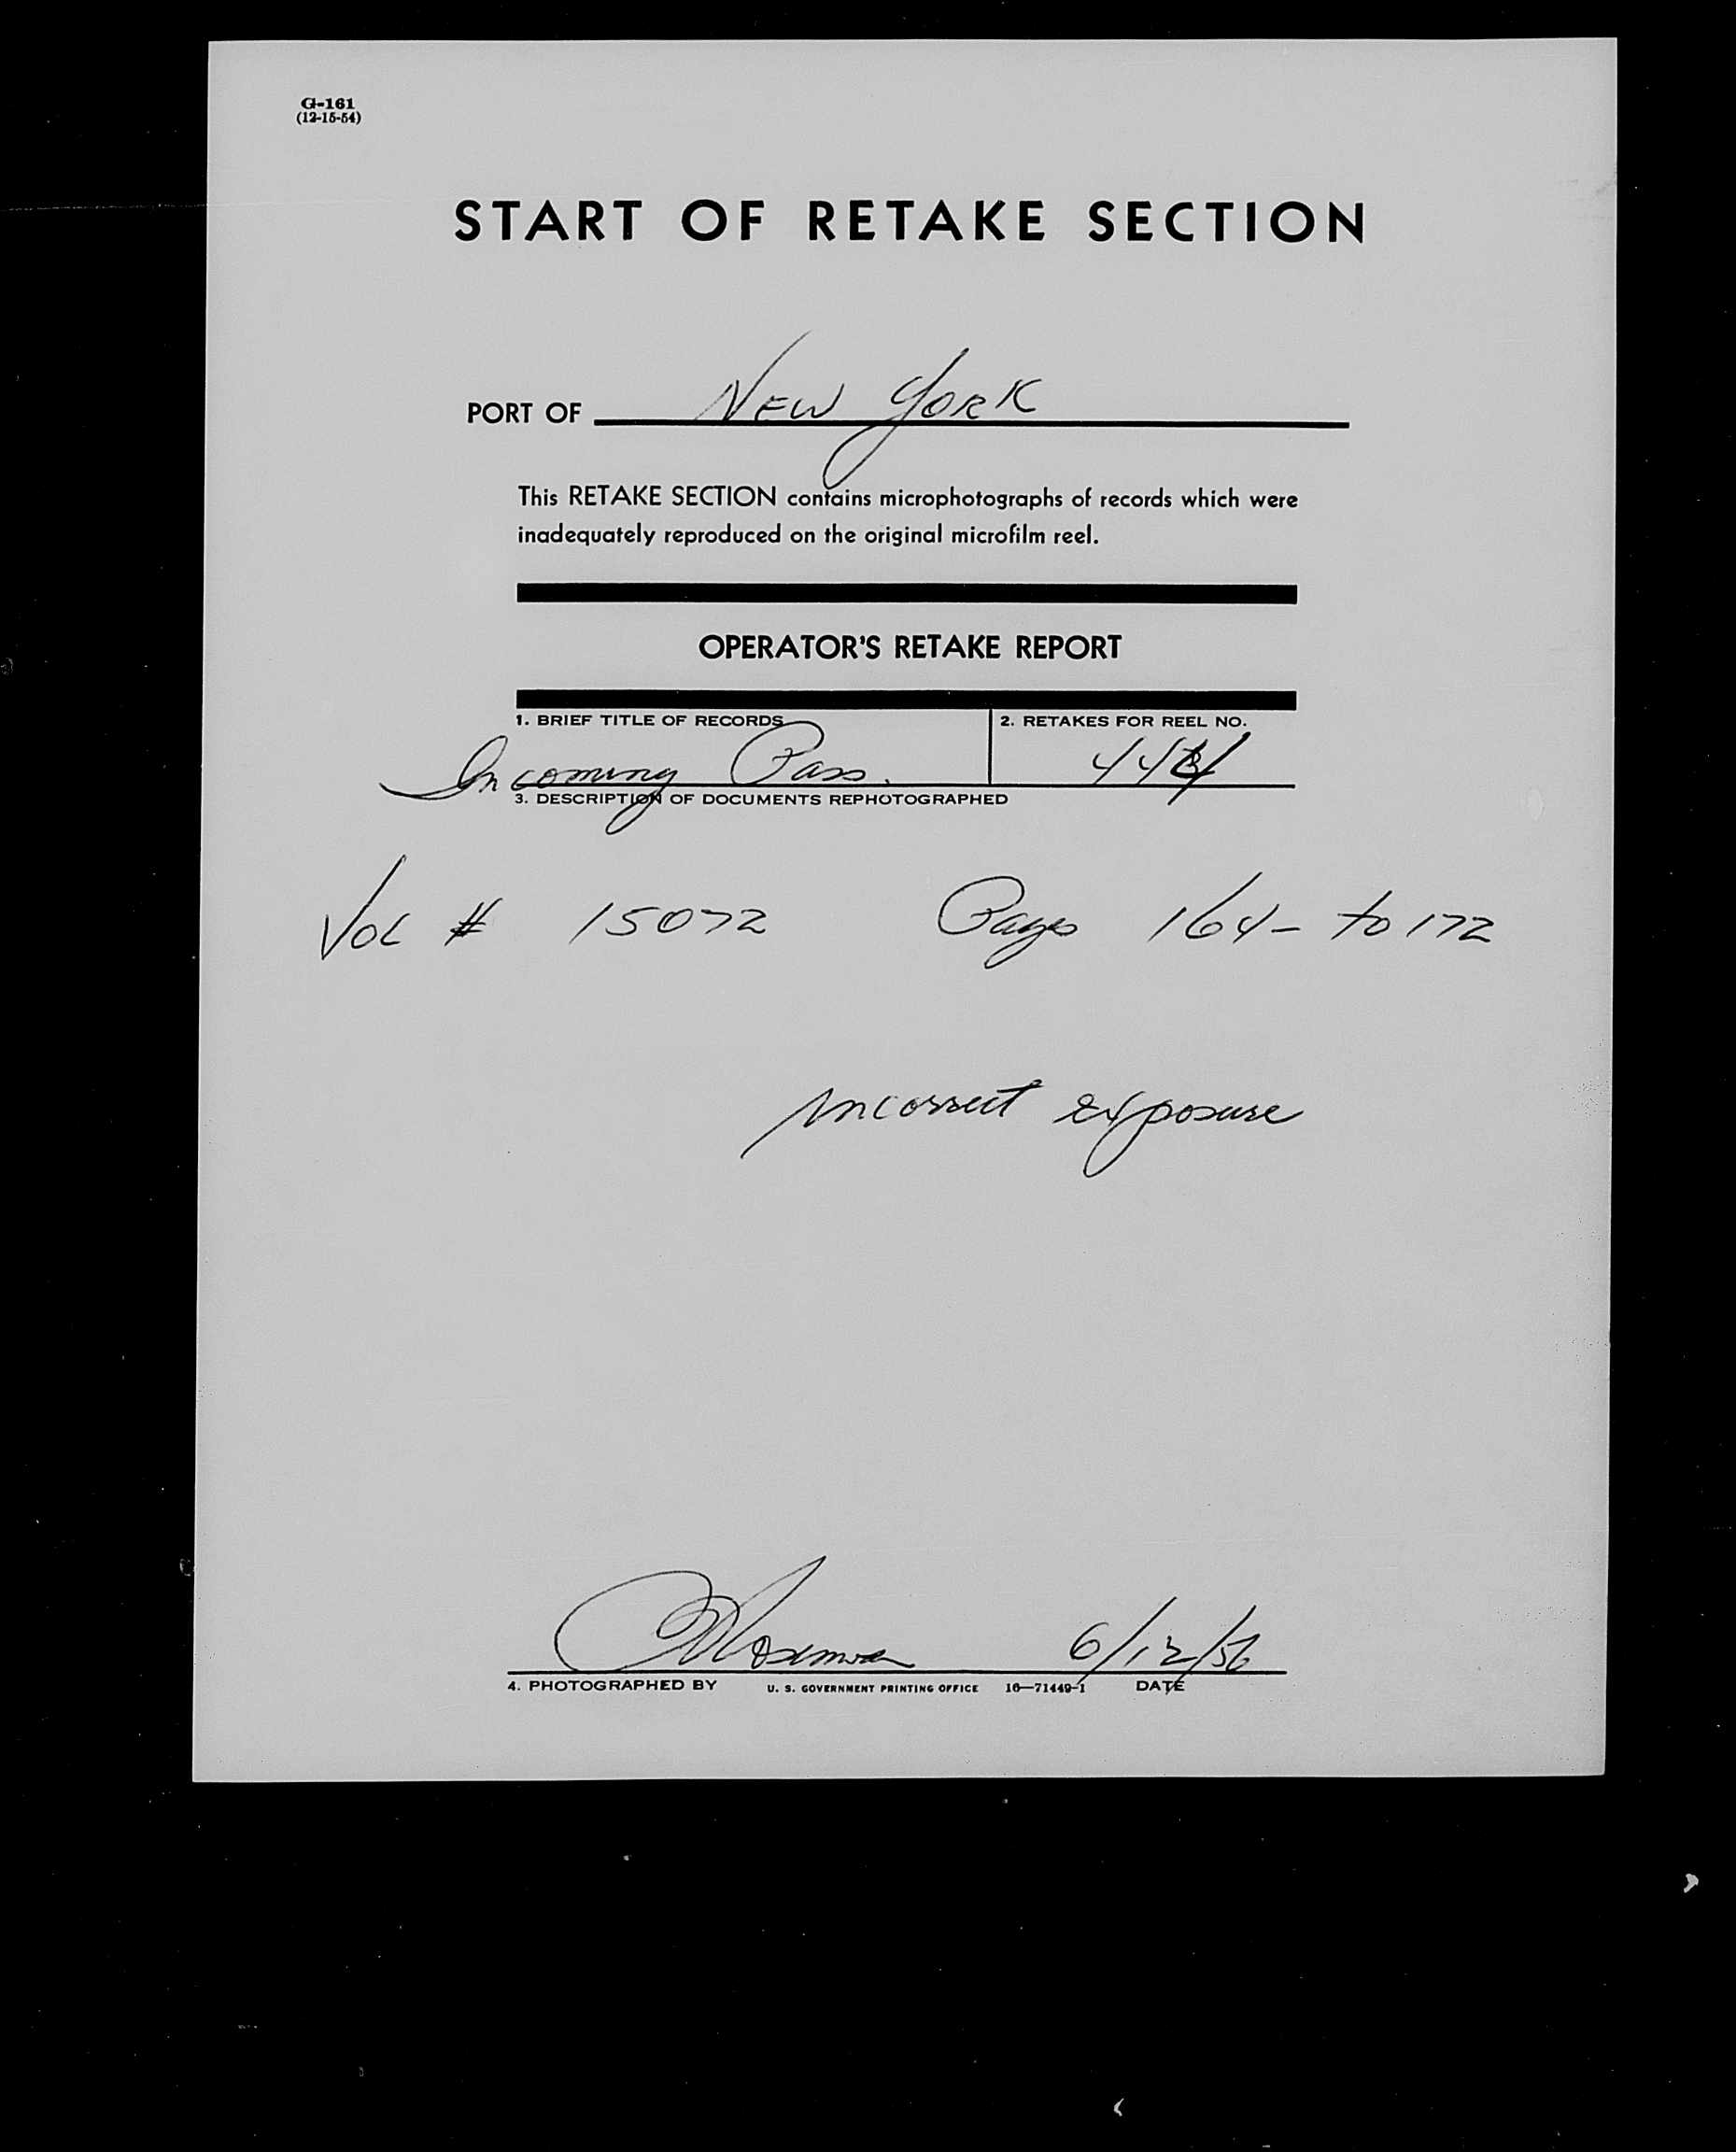 G-161
(12-15-54)
START OF RETAKE SECTION
PORT OF NEW YORK
This RETAKE SECTION contains microphotographs of records which were
inadequately reproduced on the original microfilm reel.
OPERATOR'S RETAKE REPORT
1. BRIEF TITLE OF RECORDS 2. RETAKES FOR REEL NO.
Incoming Pass.
3. DESCRIPTION OF DOCUMENTS REPHOTOGRAPHED
Vol # 15072 Pages 164- to 172
incorrect exposure
6/12/56
4. PHOTOGRAPHED BY U. S. GOVERNMENT PRINTING OFFICE 16—71449-1 DATE